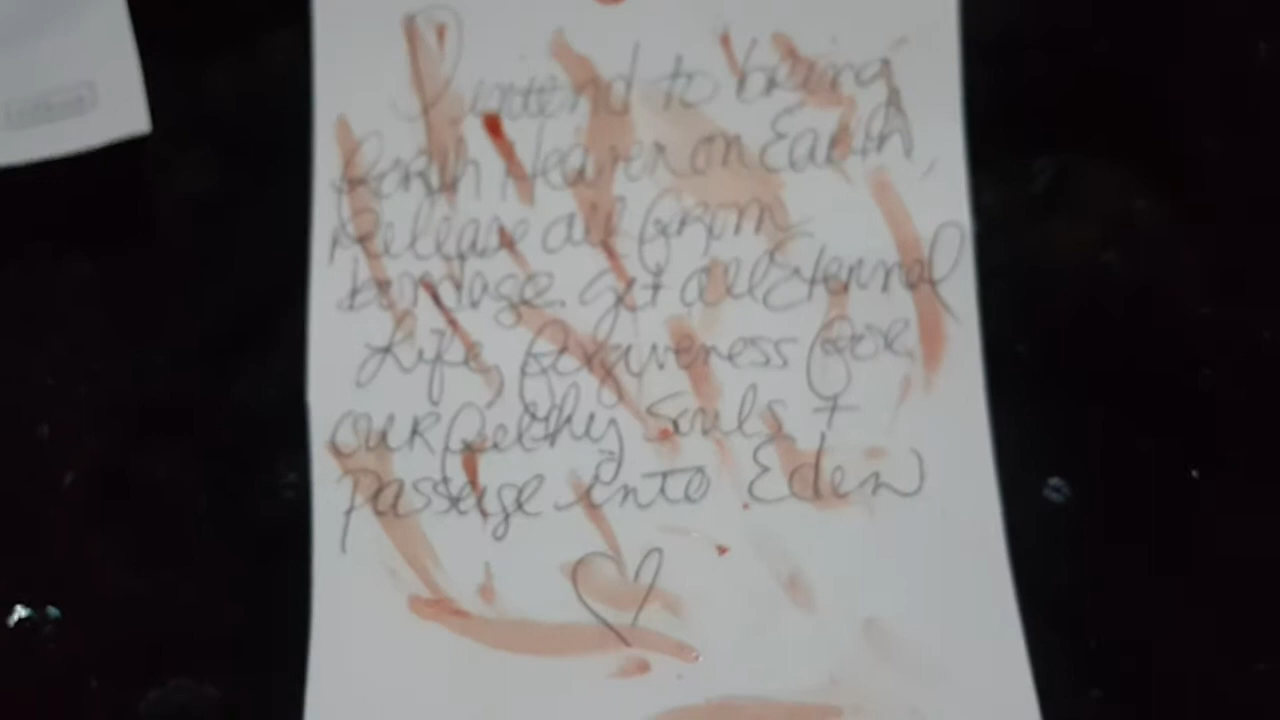 I intend to bring
forth Heaven on Earth,
Release all from
bondage. get all Eternal
Life, forgiveness for
our filthy Souls +
passage into Eden